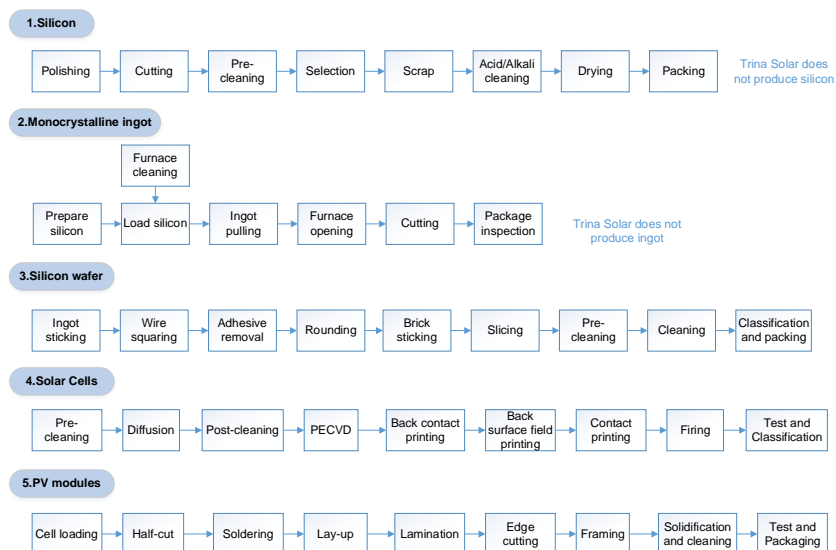 1.Silicon
Polishing
Cutting
Pre-
cleaning
Selection
Scrap
Acid/Alkali
cleaning
Drying
Packing
Trina Solar does
not produce silicon
2.Monocrystalline ingot
Furnace
cleaning
Prepare
silicon
Load silicon
Ingot
pulling
Furnace
opening
Cutting
Package
inspection
Trina Solar does not
produce ingot
3.Silicon wafer
Ingot
sticking
Wire
squaring
Adhesive
removal
Rounding
Brick
sticking
Slicing
Pre-
cleaning
Cleaning
Classification
and packing
4.Solar Cells
Pre-
cleaning
Diffusion
Post-cleaning
PECVD
Back contact
printing
Back
surface field
printing
Contact
printing
Firing
Test and
Classification
5.PV modules
Cell loading
Half-cut
Soldering
Lay-up
Lamination
Edge
cutting
Framing
Solidification
and cleaning
Test and
Packaging